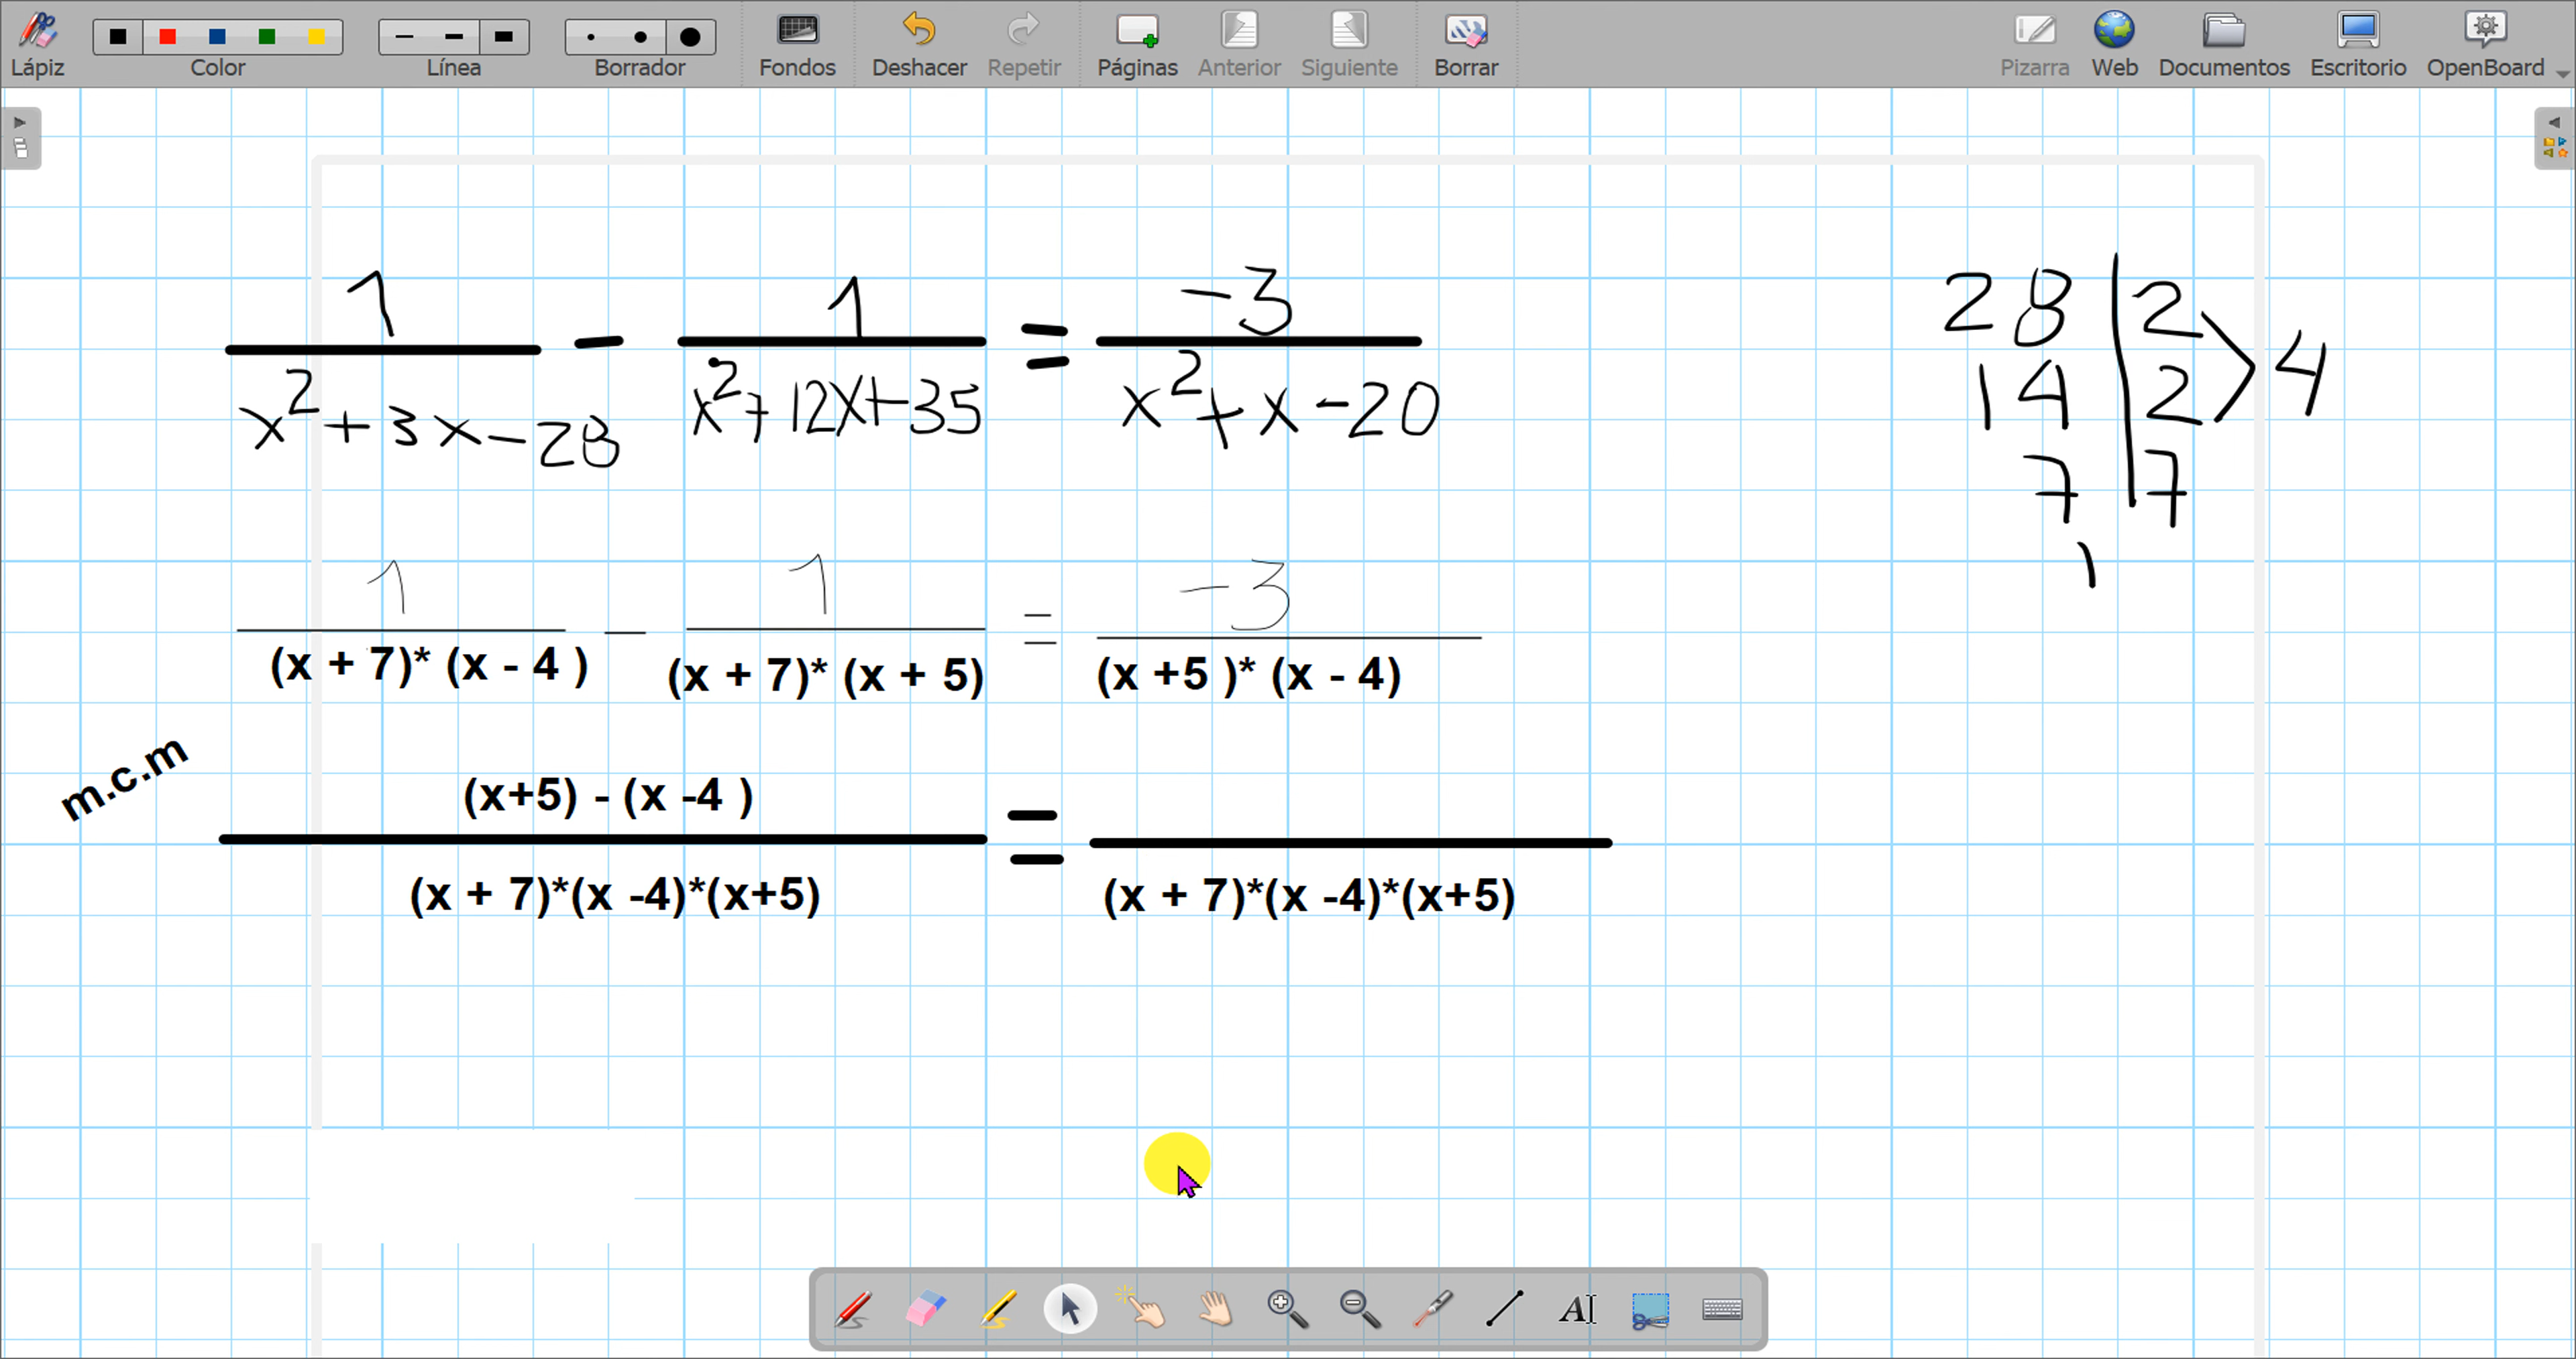 Lápiz Color Línea Borrador Fondos Deshacer Repetir Páginas Anterior Siguiente Borrar Pizarra Web Documentos Escritorio OpenBoard
1 - 1 = -3
x² + 3x - 28 x² + 12x + 35 x² + x - 20
28 | 2
14 | 2 > 4
7 | 7
1
1 - 1 = -3
(x + 7)* (x - 4 ) (x + 7)* (x + 5) (x +5 )* (x - 4)
m.c.m
(x+5) - (x -4 ) =
(x + 7)*(x -4)*(x+5) (x + 7)*(x -4)*(x+5)